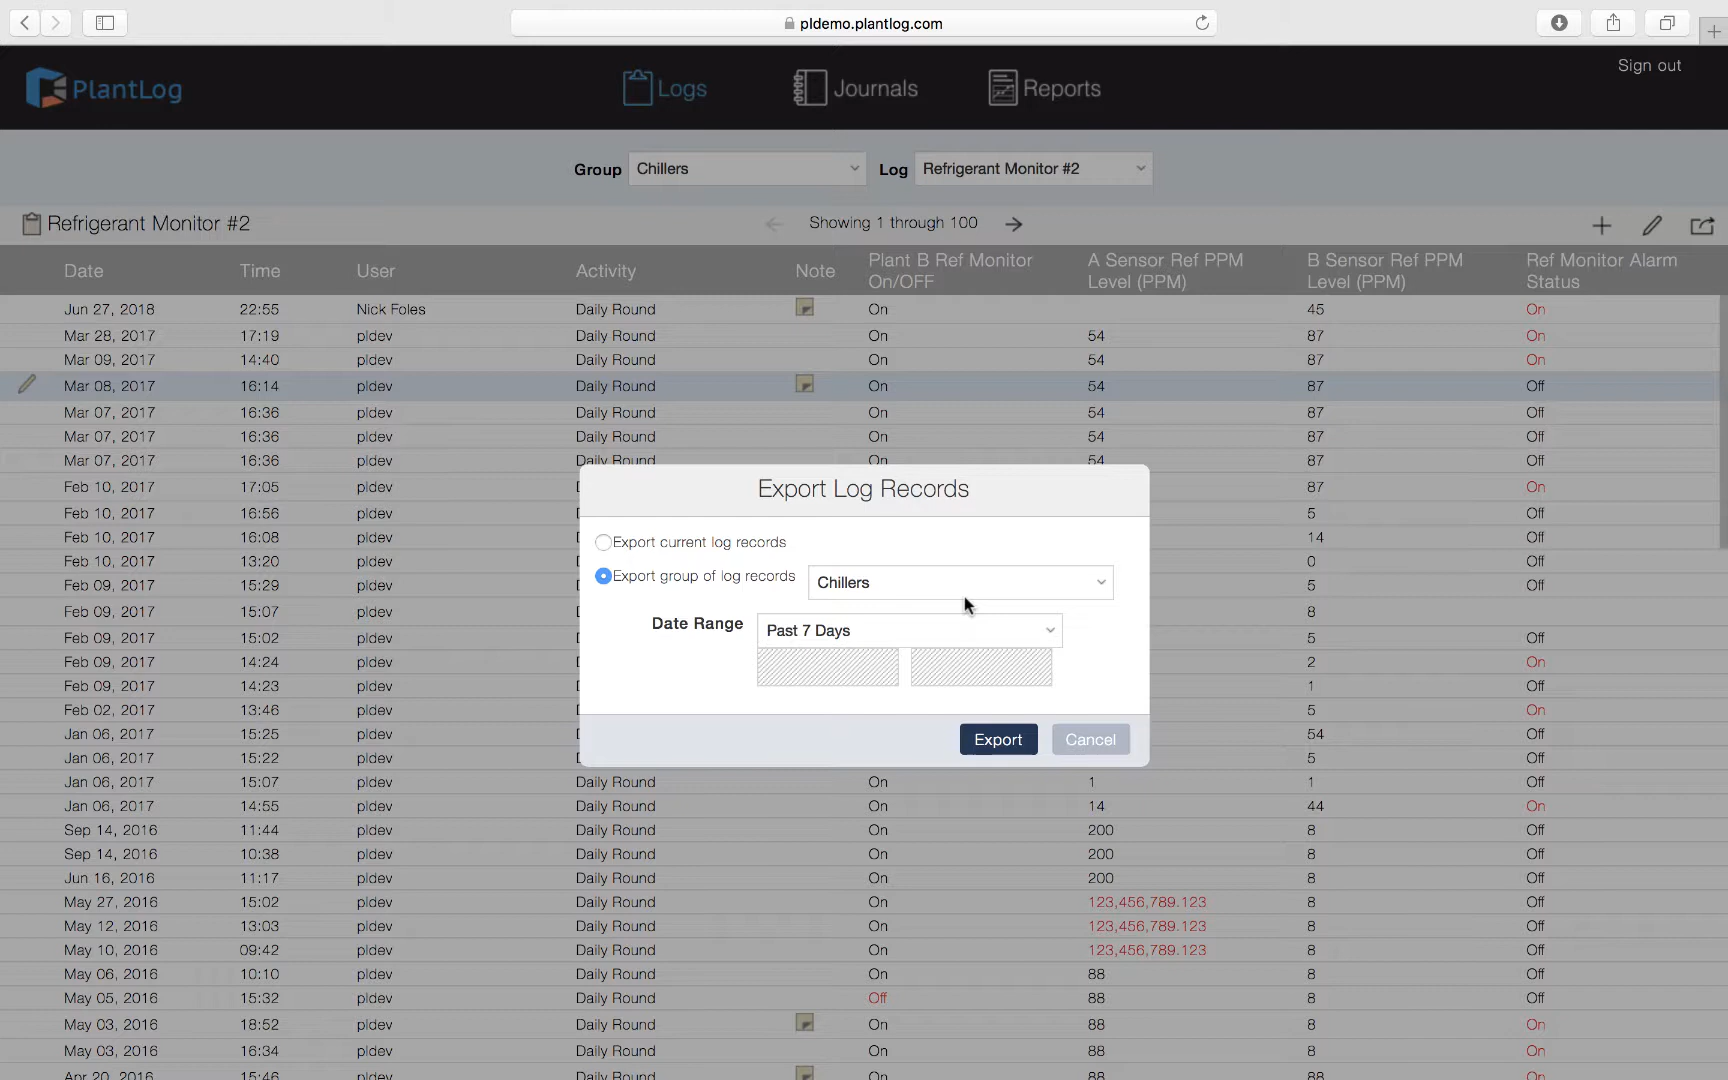 pldemo.plantlog.com
Sign out
PlantLog
Logs
Journals
Reports
Group Chillers Log Refrigerant Monitor #2
Refrigerant Monitor #2 Showing 1 through 100
Date Time User Activity Note Plant B Ref Monitor On/OFF A Sensor Ref PPM Level (PPM) B Sensor Ref PPM Level (PPM) Ref Monitor Alarm Status
Jun 27, 2018 22:55 Nick Foles Daily Round On 45 On
Mar 28, 2017 17:19 pldev Daily Round On 54 87 On
Mar 09, 2017 14:40 pldev Daily Round On 54 87 On
Mar 08, 2017 16:14 pldev Daily Round On 54 87 Off
Mar 07, 2017 16:36 pldev Daily Round On 54 87 Off
Mar 07, 2017 16:36 pldev Daily Round On 54 87 Off
Mar 07, 2017 16:36 pldev Daily Round On 54 87 Off
Feb 10, 2017 17:05 pldev 87 On
Feb 10, 2017 16:56 pldev 5 Off
Feb 10, 2017 16:08 pldev 14 Off
Feb 10, 2017 13:20 pldev 0 Off
Feb 09, 2017 15:29 pldev 5 Off
Feb 09, 2017 15:07 pldev 8
Feb 09, 2017 15:02 pldev 5 Off
Feb 09, 2017 14:24 pldev 2 On
Feb 09, 2017 14:23 pldev 1 Off
Feb 02, 2017 13:46 pldev 5 On
Jan 06, 2017 15:25 pldev 54 Off
Jan 06, 2017 15:22 pldev 5 Off
Jan 06, 2017 15:07 pldev Daily Round On 1 1 Off
Jan 06, 2017 14:55 pldev Daily Round On 14 44 On
Sep 14, 2016 11:44 pldev Daily Round On 200 8 Off
Sep 14, 2016 10:38 pldev Daily Round On 200 8 Off
Jun 16, 2016 11:17 pldev Daily Round On 200 8 Off
May 27, 2016 15:02 pldev Daily Round On 123,456,789.123 8 Off
May 12, 2016 13:03 pldev Daily Round On 123,456,789.123 8 Off
May 10, 2016 09:42 pldev Daily Round On 123,456,789.123 8 Off
May 06, 2016 10:10 pldev Daily Round On 88 8 Off
May 05, 2016 15:32 pldev Daily Round Off 88 8 Off
May 03, 2016 18:52 pldev Daily Round On 88 8 On
May 03, 2016 16:34 pldev Daily Round On 88 8 On
Apr 20, 2016 15:46 pldev Daily Round On 88 88 On
Export Log Records
Export current log records
Export group of log records Chillers
Date Range Past 7 Days
Export Cancel